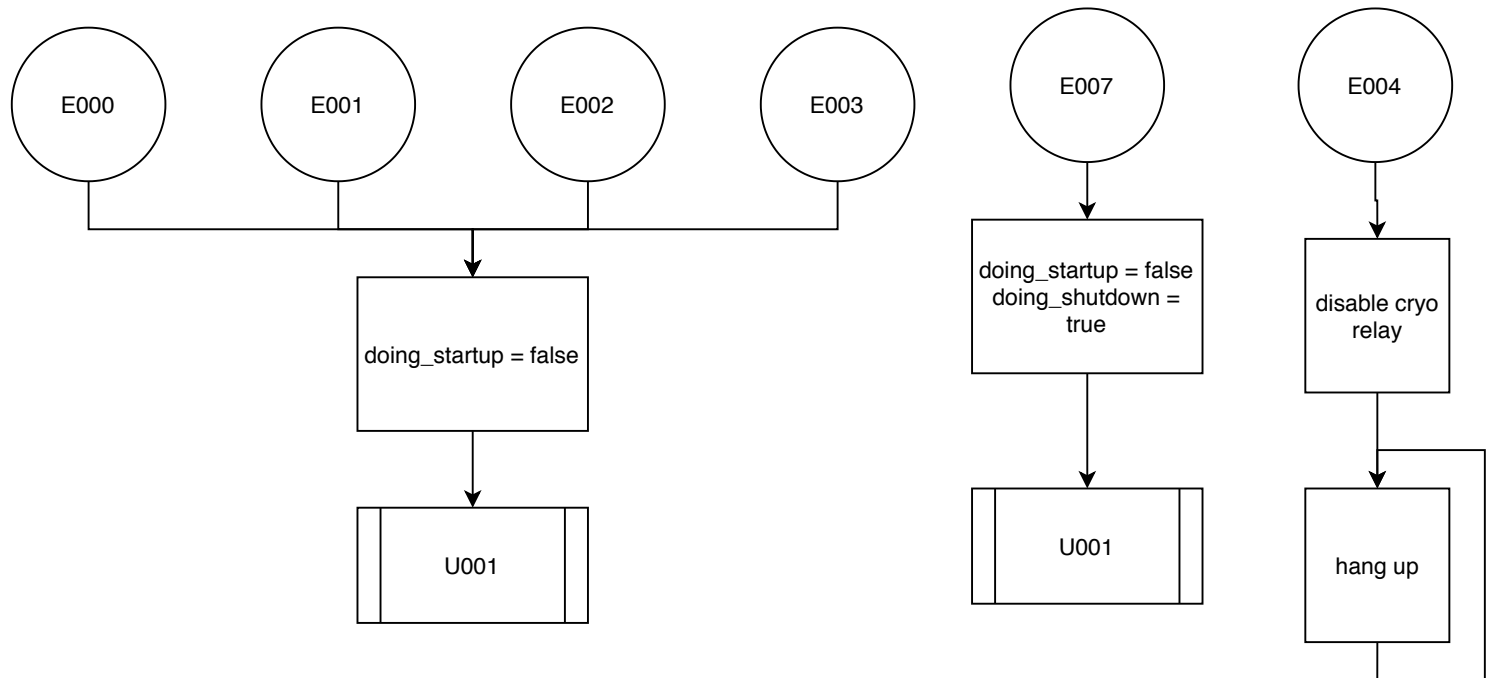 E000
E001
E002
E003
E007
E004
doing_startup = false
U001
doing_startup = false
doing_shutdown =
true
U001
disable cryo
relay
hang up